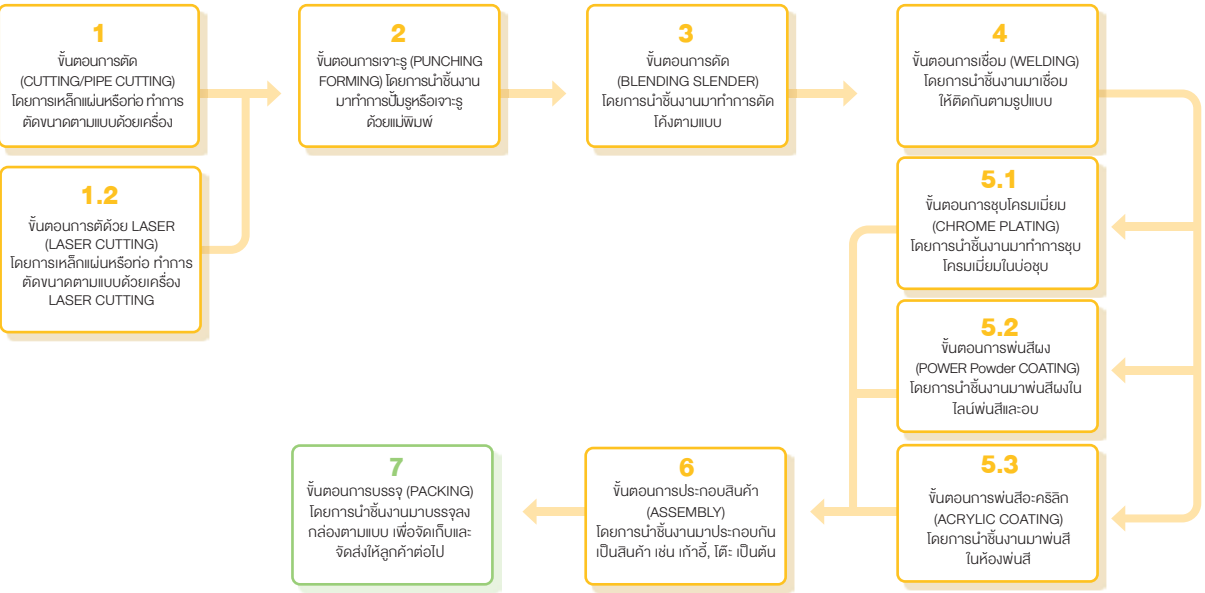 1
ขั้นตอนการตัด
(CUTTING/PIPE CUTTING)
โดยการเหล็กแผ่นหรือท่อ ทำการ
ตัดขนาดตามแบบด้วยเครื่อง
1.2
ขั้นตอนการตัด้วย LASER
(LASER CUTTING)
โดยการเหล็กแผ่นหรือท่อ ทำการ
ตัดขนาดตามแบบด้วยเครื่อง
LASER CUTTING
2
ขั้นตอนการเจาะรู (PUNCHING
FORMING) โดยการนำชิ้นงาน
มาทำการปั้มรูหรือเจาะรู
ด้วยแม่พิมพ์
3
ขั้นตอนการดัด
(BLENDING SLENDER)
โดยการนำชิ้นงานมาทำการดัด
โค้งตามแบบ
4
ขั้นตอนการเชื่อม (WELDING)
โดยการนำชิ้นงานมาเชื่อม
ให้ติดกันตามรูปแบบ
5.1
ขั้นตอนการชุบโครมเมี่ยม
(CHROME PLATING)
โดยการนำชิ้นงานมาทำการชุบ
โครมเมี่ยมในบ่อชุบ
5.2
ขั้นตอนการพ่นสีผง
(POWER Powder COATING)
โดยการนำชิ้นงานมาพ่นสีผงใน
ไลน์พ่นสีและอบ
5.3
ขั้นตอนการพ่นสีอะคริลิก
(ACRYLIC COATING)
โดยการนำชิ้นงานมาพ่นสี
ในห้องพ่นสี
6
ขั้นตอนการประกอบสินค้า
(ASSEMBLY)
โดยการนำชิ้นงานมาประกอบกัน
เป็นสินค้า เช่น เก้าอี้, โต๊ะ เป็นต้น
7
ขั้นตอนการบรรจุ (PACKING)
โดยการนำชิ้นงานมาบรรจุลง
กล่องตามแบบ เพื่อจัดเก็บและ
จัดส่งให้ลูกค้าต่อไป